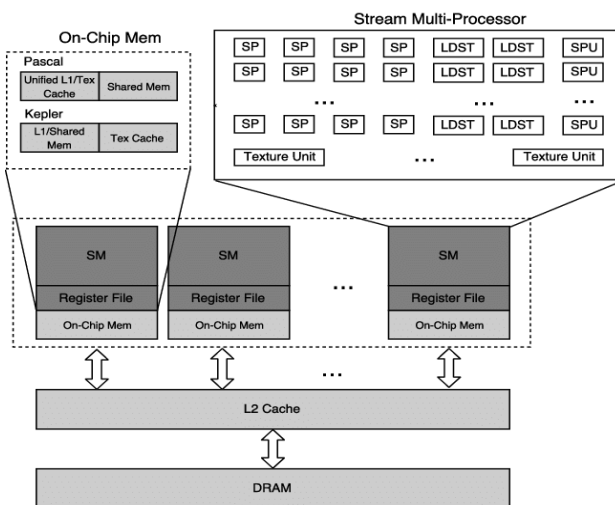 On-Chip Mem
Pascal
Unified L1/Tex
Cache
Shared Mem
Kepler
L1/Shared
Mem
Tex Cache
Stream Multi-Processor
SP SP SP SP LDST LDST SPU
SP SP SP SP LDST LDST SPU
... ... ...
SP SP SP SP LDST LDST SPU
Texture Unit ... Texture Unit
SM SM ... SM
Register File Register File Register File
On-Chip Mem On-Chip Mem On-Chip Mem
...
L2 Cache
DRAM